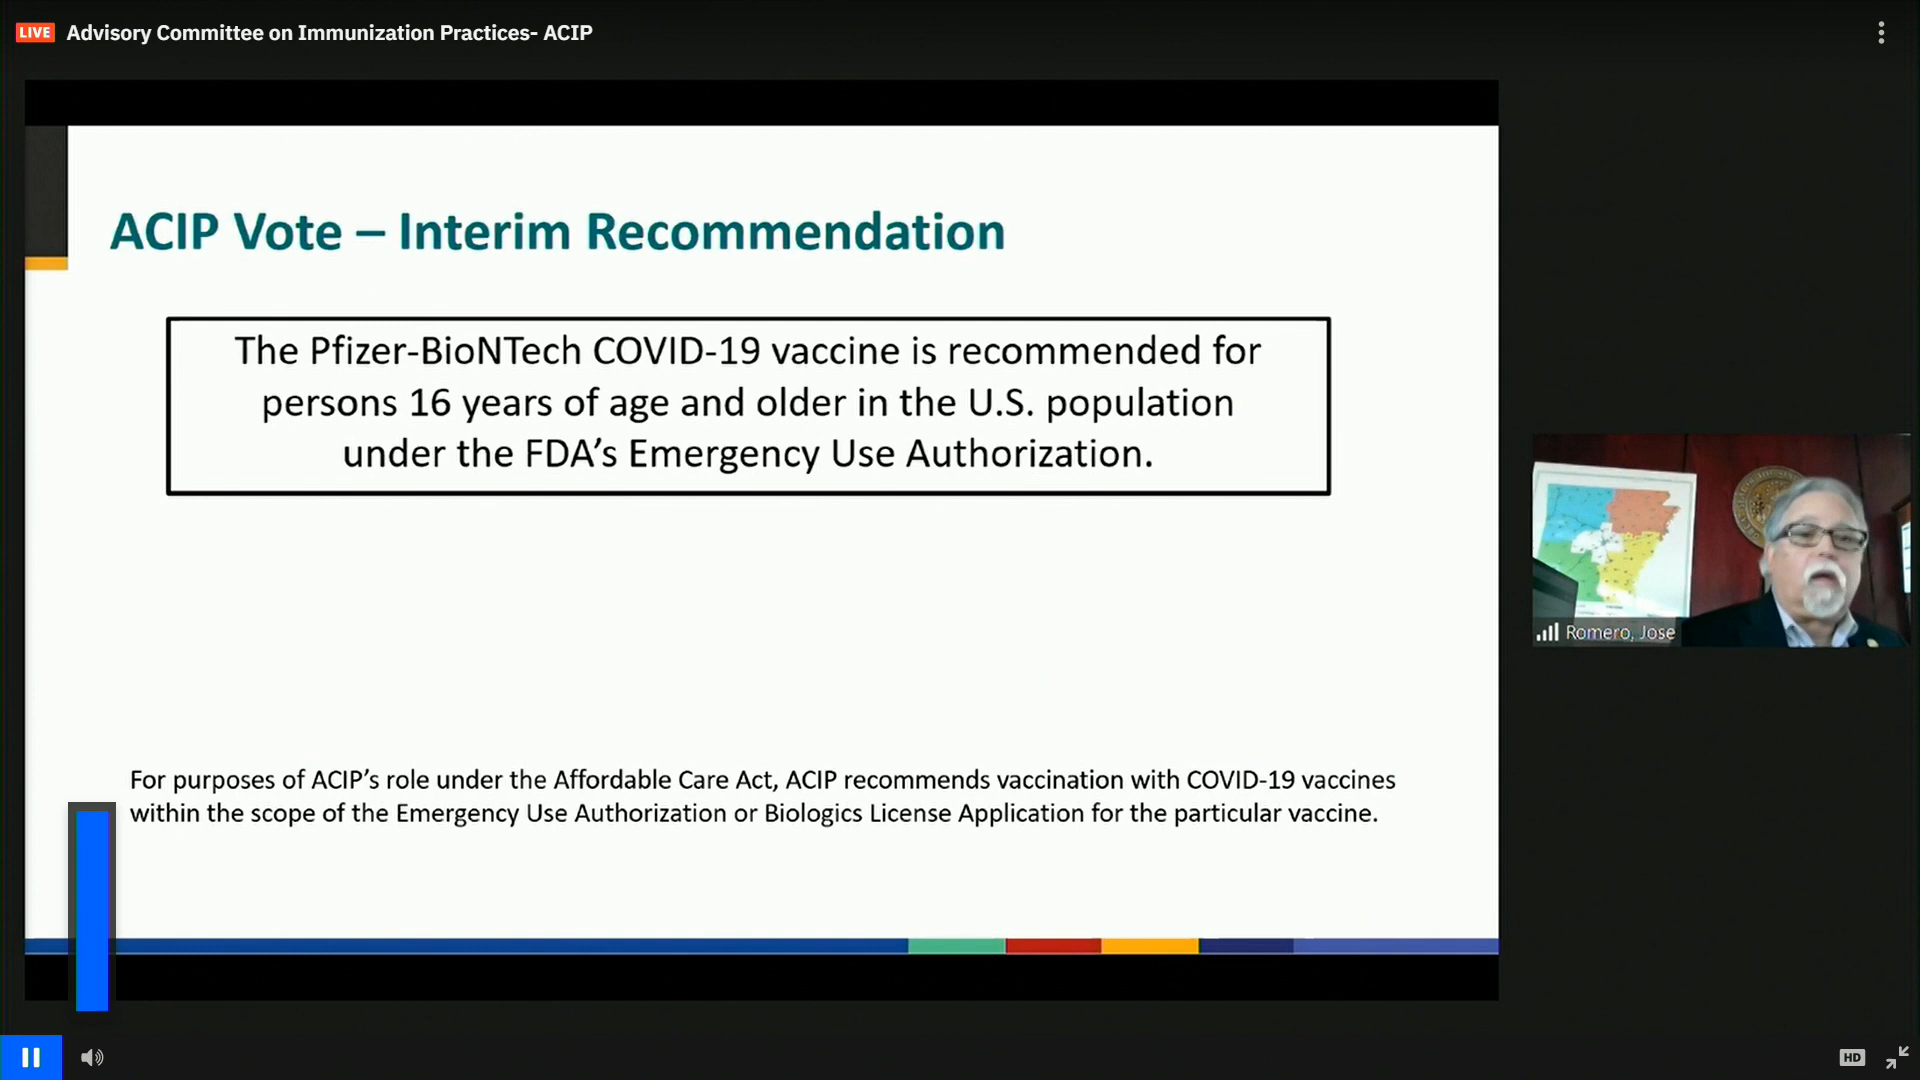 LIVE Advisory Committee on Immunization Practices- ACIP
ACIP Vote – Interim Recommendation
The Pfizer-BioNTech COVID-19 vaccine is recommended for
persons 16 years of age and older in the U.S. population
under the FDA’s Emergency Use Authorization.
Romero, Jose
For purposes of ACIP’s role under the Affordable Care Act, ACIP recommends vaccination with COVID-19 vaccines
within the scope of the Emergency Use Authorization or Biologics License Application for the particular vaccine.
HD